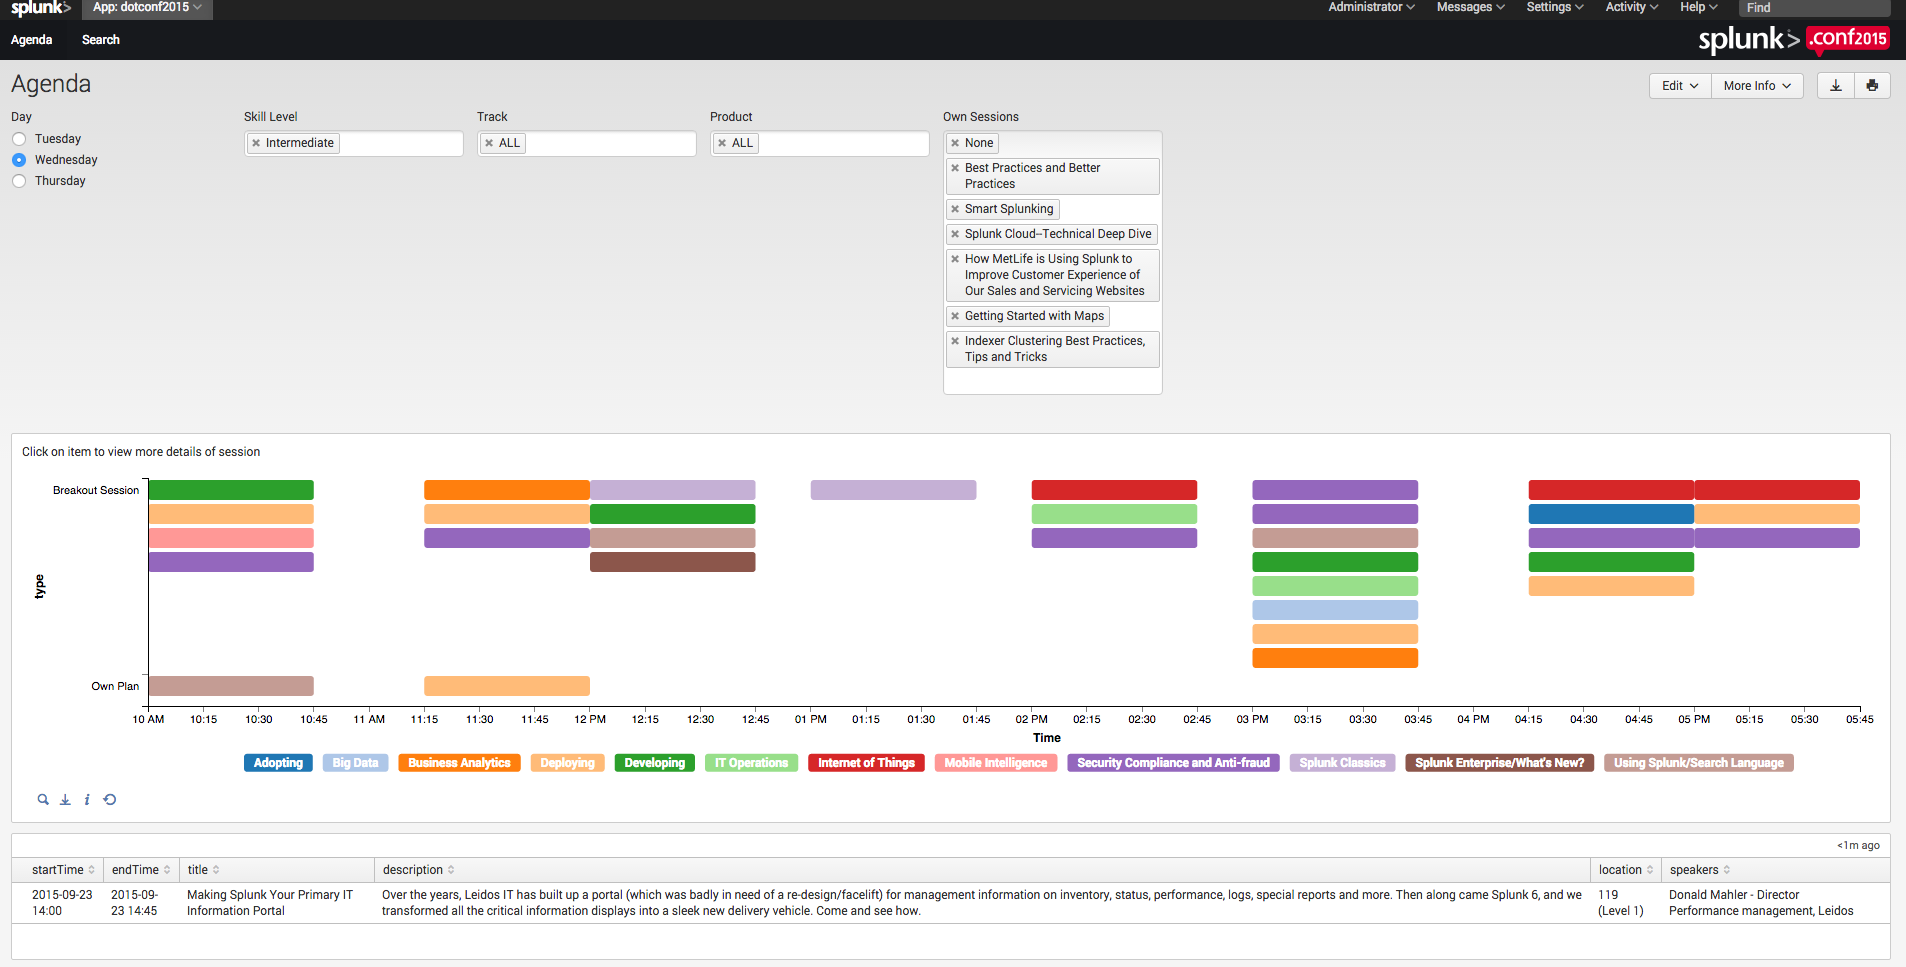 splunk> App: dotconf2015 Administrator Messages Settings Activity Help Find
Agenda Search splunk> .conf2015
Agenda
Edit More Info
Day Skill Level Track Product Own Sessions
Tuesday
Wednesday
Thursday
Intermediate
ALL
ALL
None
Best Practices and Better
Practices
Smart Splunking
Splunk Cloud–Technical Deep Dive
How MetLife is Using Splunk to
Improve Customer Experience of
Our Sales and Servicing Websites
Getting Started with Maps
Indexer Clustering Best Practices,
Tips and Tricks
Click on item to view more details of session
Breakout Session
type
Own Plan
10 AM 10:15 10:30 10:45 11 AM 11:15 11:30 11:45 12 PM 12:15 12:30 12:45 01 PM 01:15 01:30 01:45 02 PM 02:15 02:30 02:45 03 PM 03:15 03:30 03:45 04 PM 04:15 04:30 04:45 05 PM 05:15 05:30 05:45
Time
Adopting Big Data Business Analytics Deploying Developing IT Operations Internet of Things Mobile Intelligence Security Compliance and Anti-fraud Splunk Classics Splunk Enterprise/What's New? Using Splunk/Search Language
<1m ago
startTime endTime title description location speakers
2015-09-23
14:00
2015-09-
23 14:45
Making Splunk Your Primary IT
Information Portal
Over the years, Leidos IT has built up a portal (which was badly in need of a re-design/facelift) for management information on inventory, status, performance, logs, special reports and more. Then along came Splunk 6, and we
transformed all the critical information displays into a sleek new delivery vehicle. Come and see how.
119
(Level 1)
Donald Mahler - Director
Performance management, Leidos